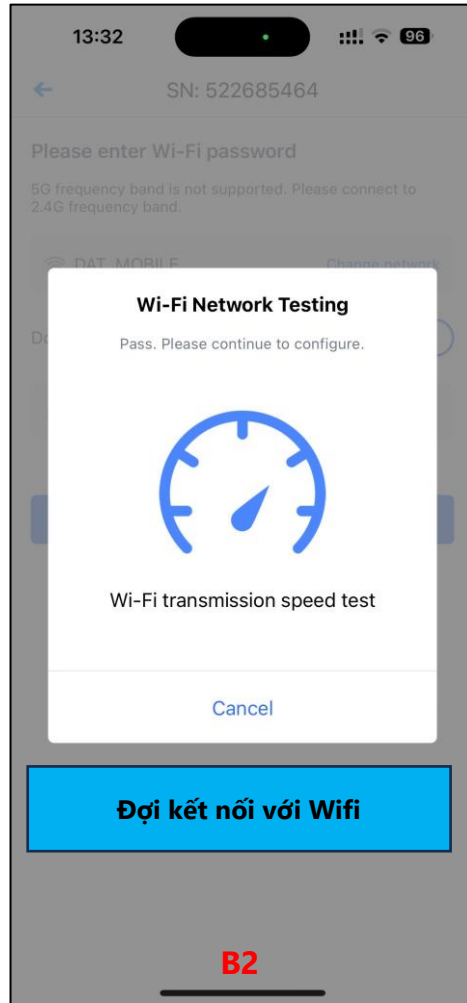 13:32
96
SN: 522685464
Please enter Wi-Fi password
5G frequency band is not supported. Please connect to
2.4G frequency band.
DAT_MOBILE Change network
Wi-Fi Network Testing
Pass. Please continue to configure.
Wi-Fi transmission speed test
Cancel
Đợi kết nối với Wifi
B2